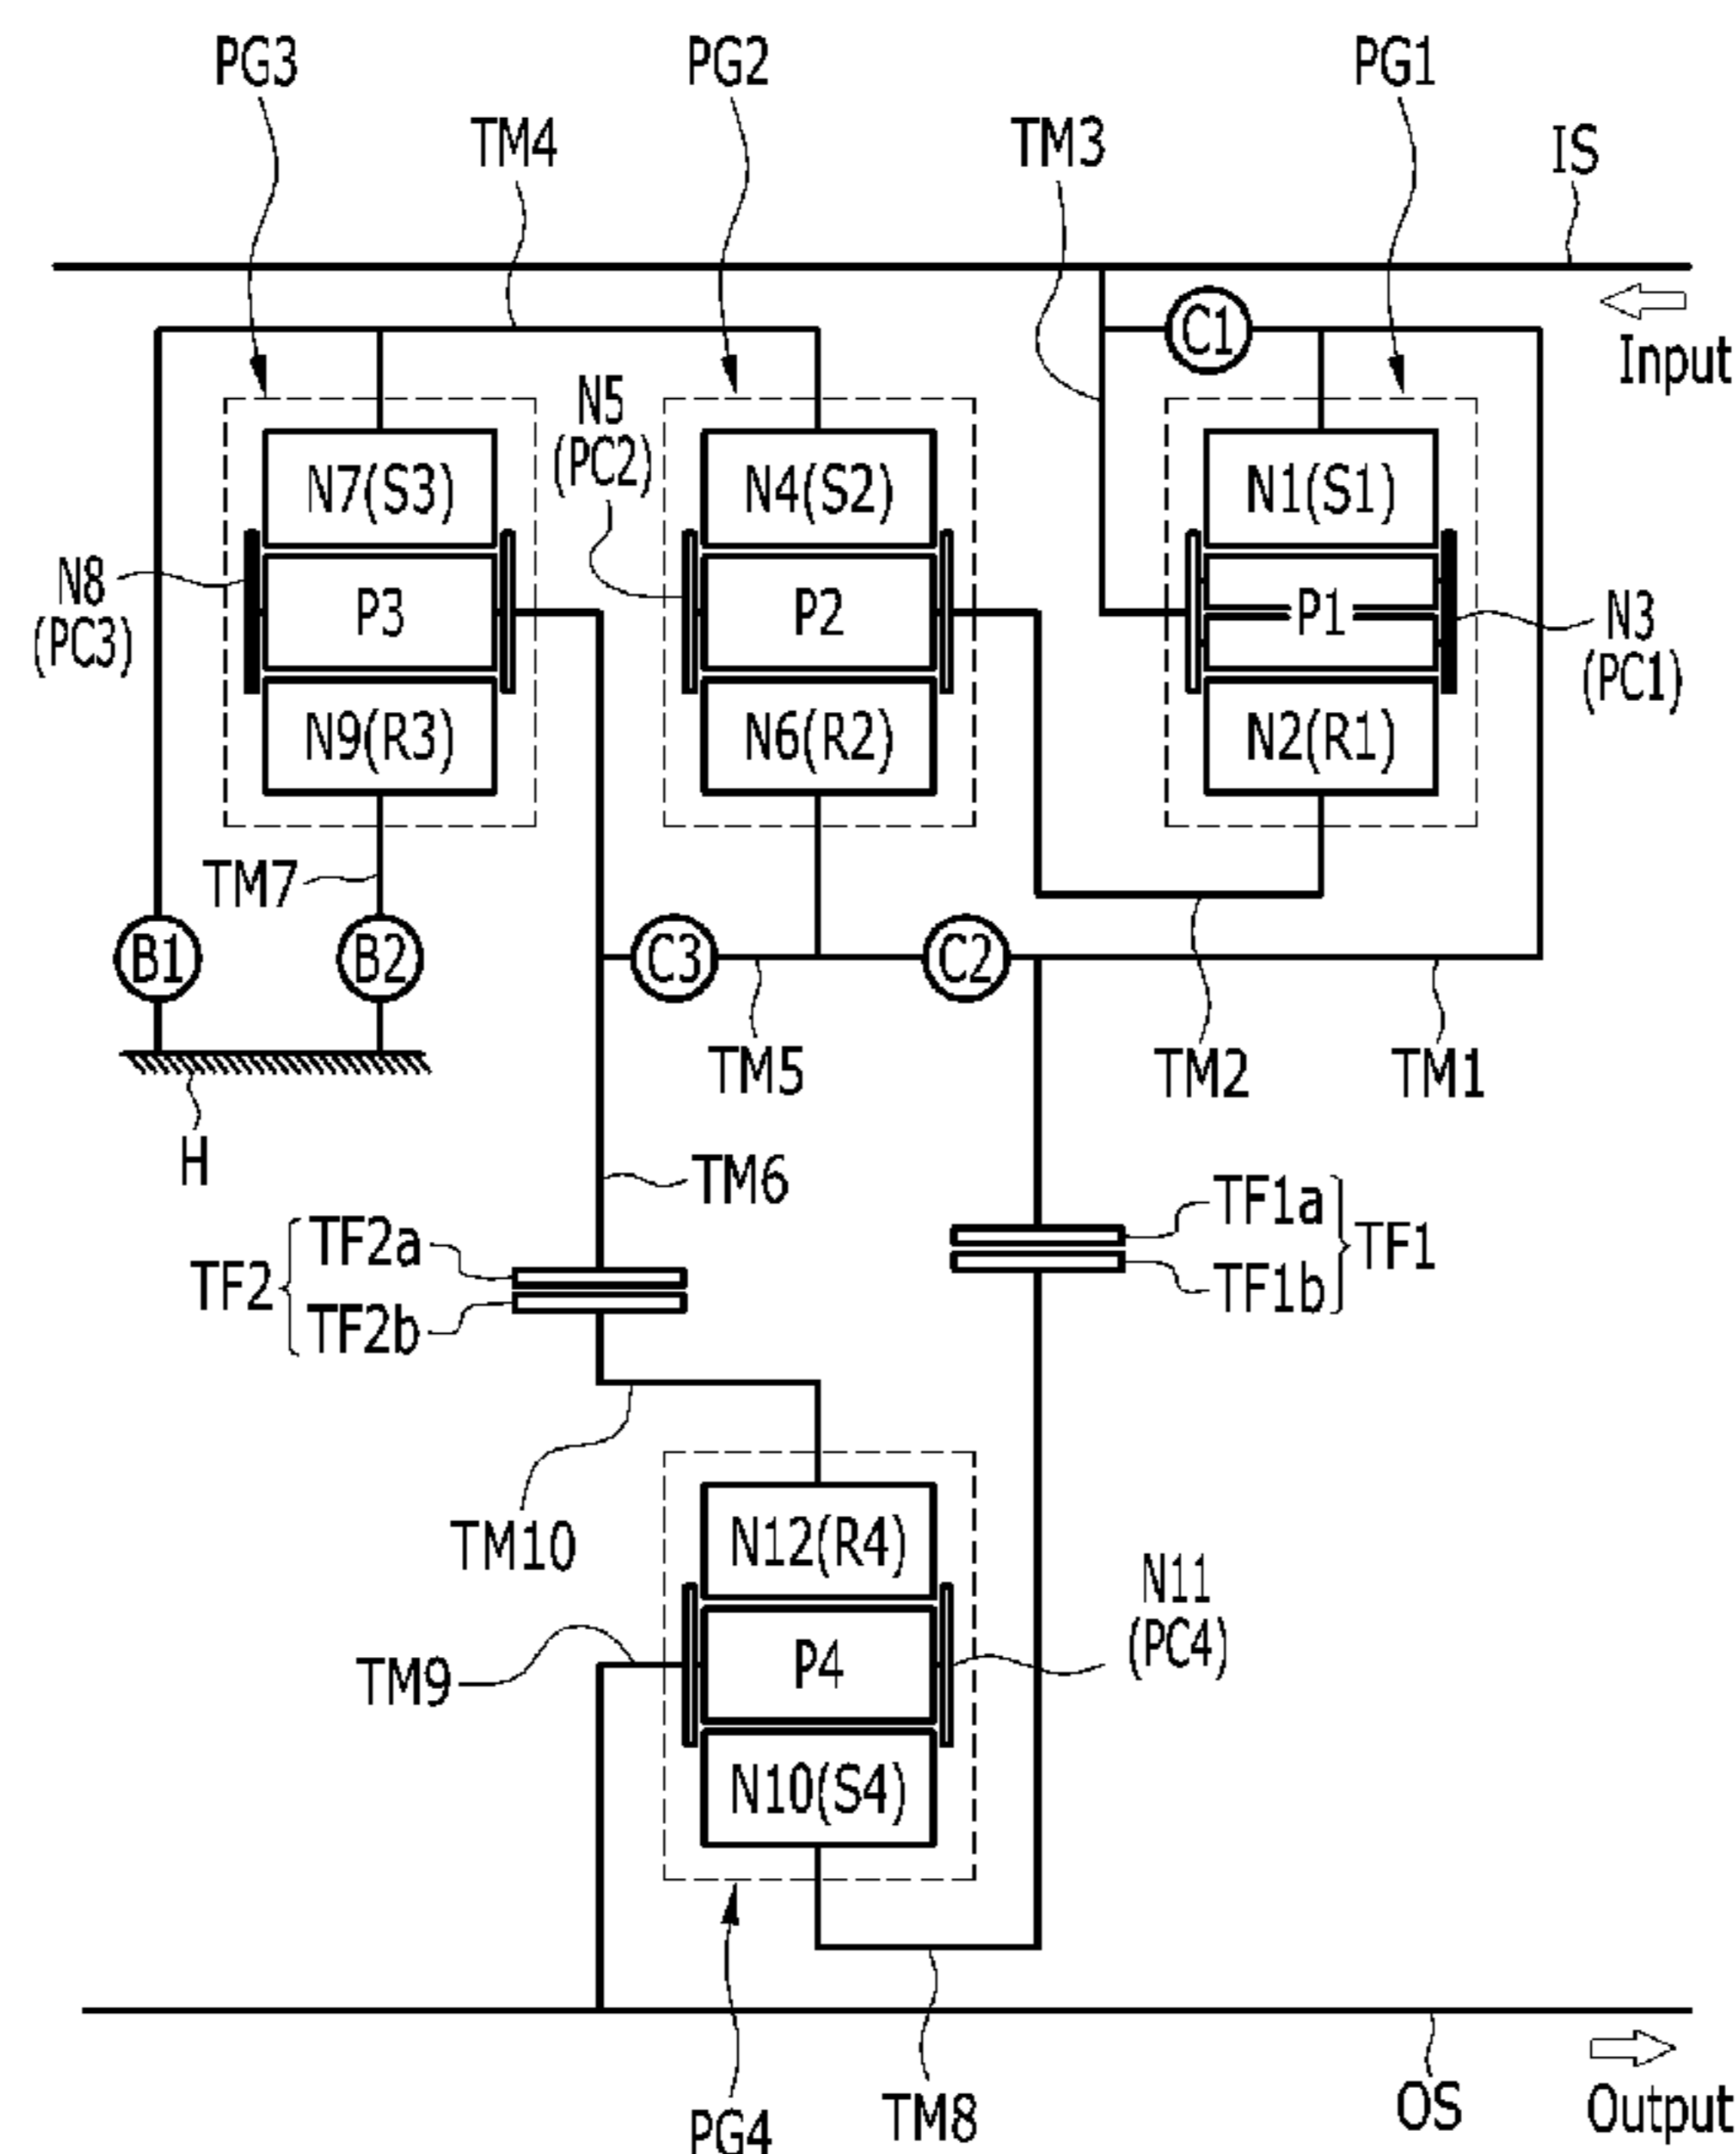 PG3
PG2
PG1
TM4
TM3
IS
C1
Input
N5
(PC2)
N7(S3)
N4(S2)
N1(S1)
N8
(PC3)
P3
P2
P1
N3
(PC1)
N9(R3)
N6(R2)
N2(R1)
TM7
B1
B2
C3
C2
TM5
TM2
TM1
H
TM6
TF2
TF2a
TF2b
TF1a
TF1b
TF1
TM10
N12(R4)
N11
(PC4)
TM9
P4
N10(S4)
PG4
TM8
OS
Output